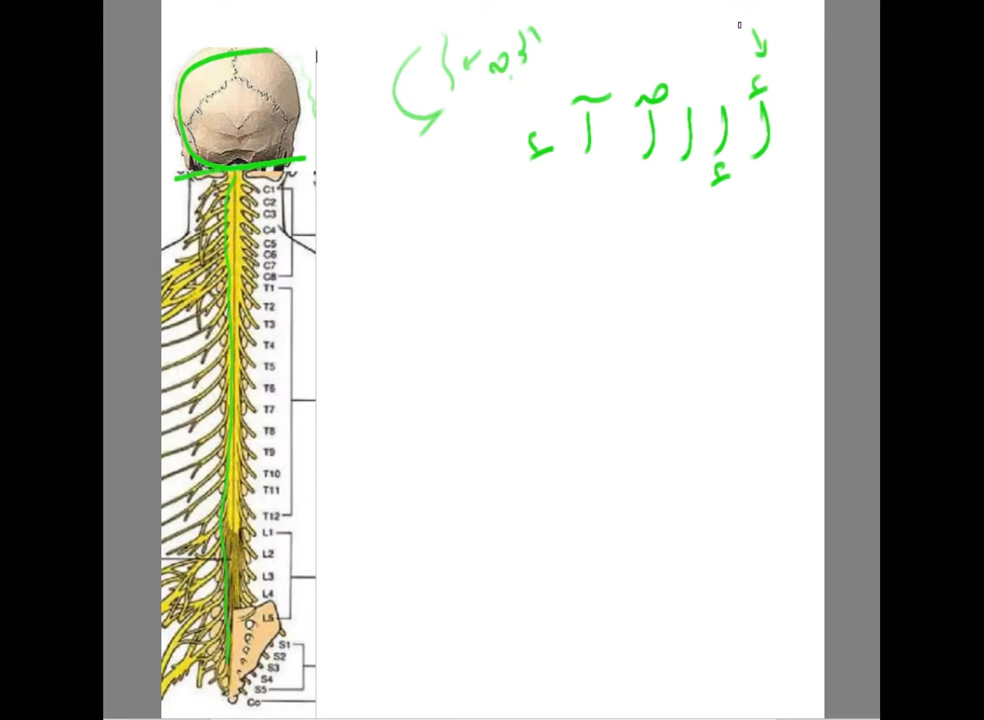 أ إ ا ٱ آ ء
C1
C2
C3
C4
C5
C6
C7
C8
T1
T2
T3
T4
T5
T6
T7
T8
T9
T10
T11
T12
L1
L2
L3
L4
L5
S1
S2
S3
S4
S5
Co